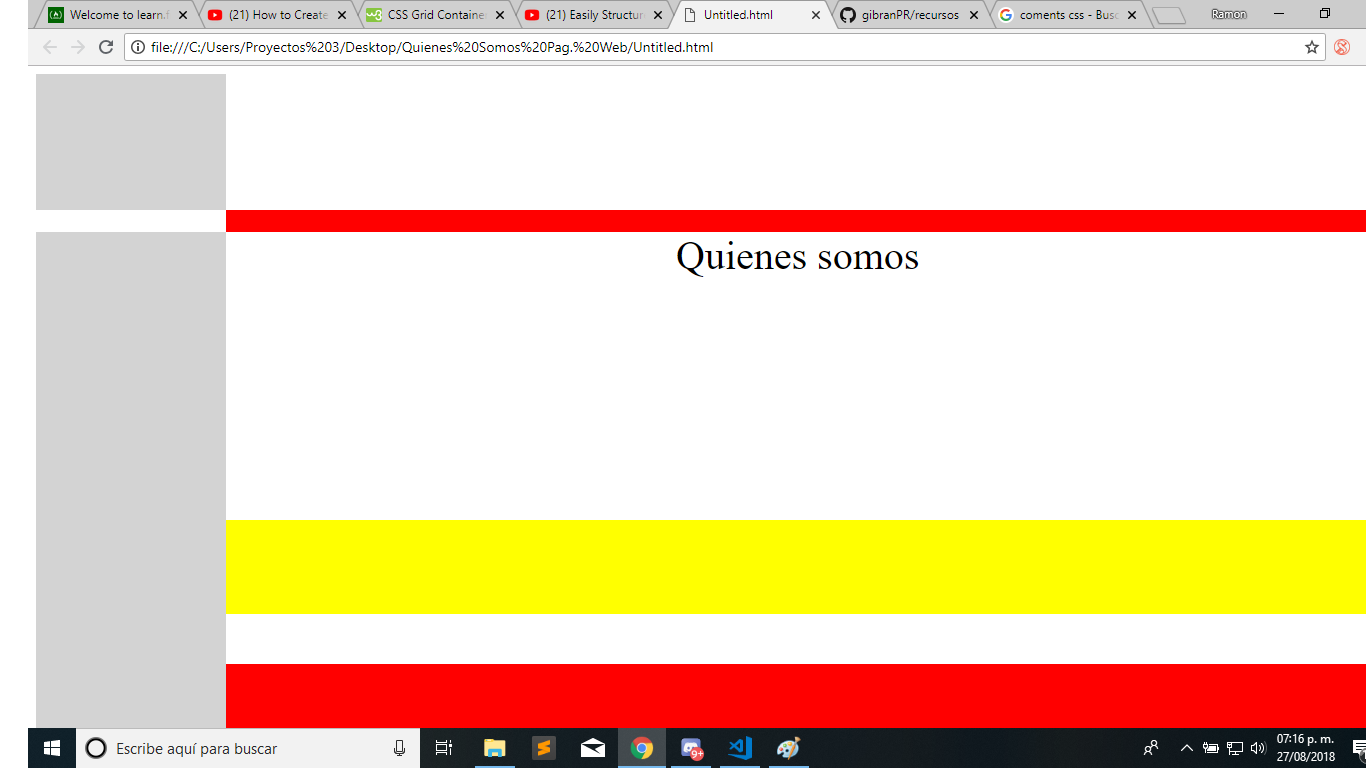 Welcome to learn.f
(21) How to Create
CSS Grid Container
(21) Easily Structur
Untitled.html
gibranPR/recursos
coments css - Busc
Ramon
file:///C:/Users/Proyectos%203/Desktop/Quienes%20Somos%20Pag.%20Web/Untitled.html
Quienes somos
Escribe aquí para buscar
9+
07:16 p. m.
27/08/2018